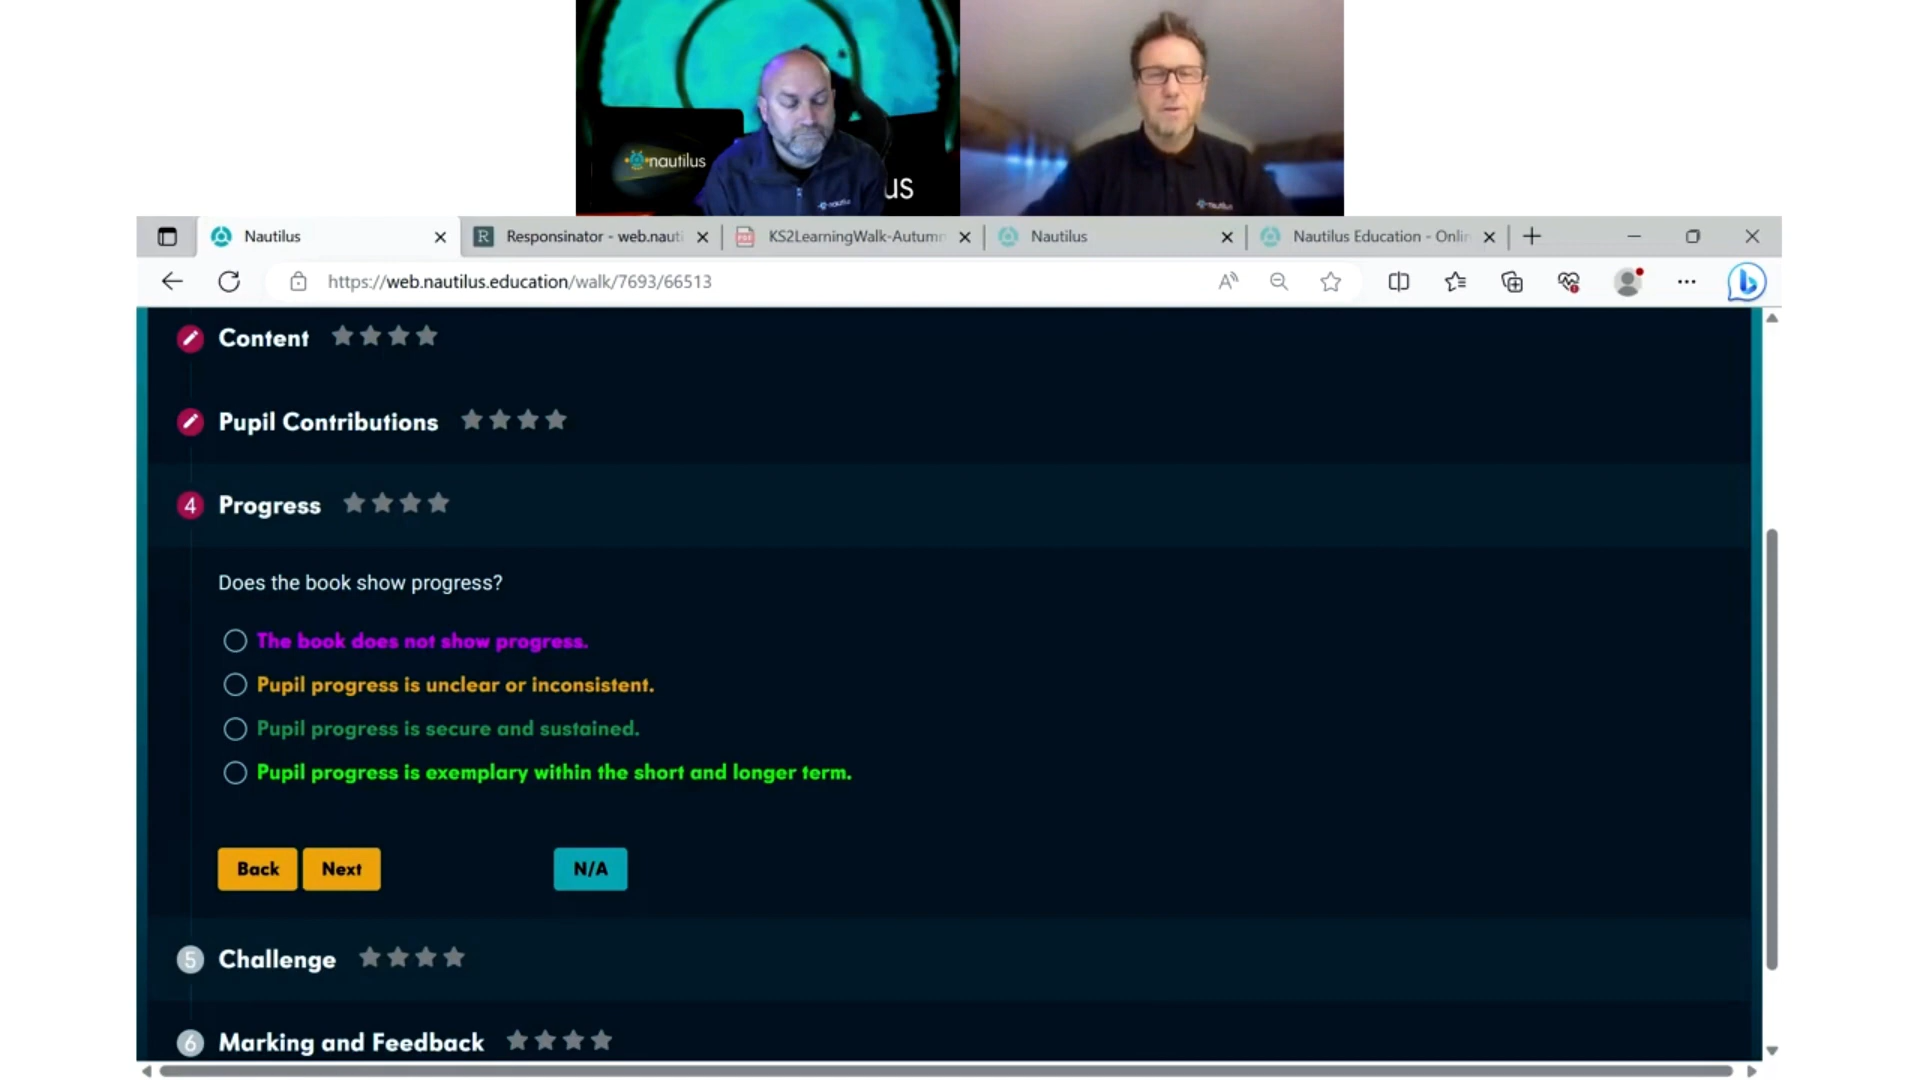 nautilus
us
nautilus
nautilus
Nautilus
Responsinator - web.nauti
KS2LearningWalk-Autumn
Nautilus
Nautilus Education - Onlin
https://web.nautilus.education/walk/7693/66513
Content
Pupil Contributions
4 Progress
Does the book show progress?
The book does not show progress.
Pupil progress is unclear or inconsistent.
Pupil progress is secure and sustained.
Pupil progress is exemplary within the short and longer term.
Back Next N/A
5 Challenge
6 Marking and Feedback